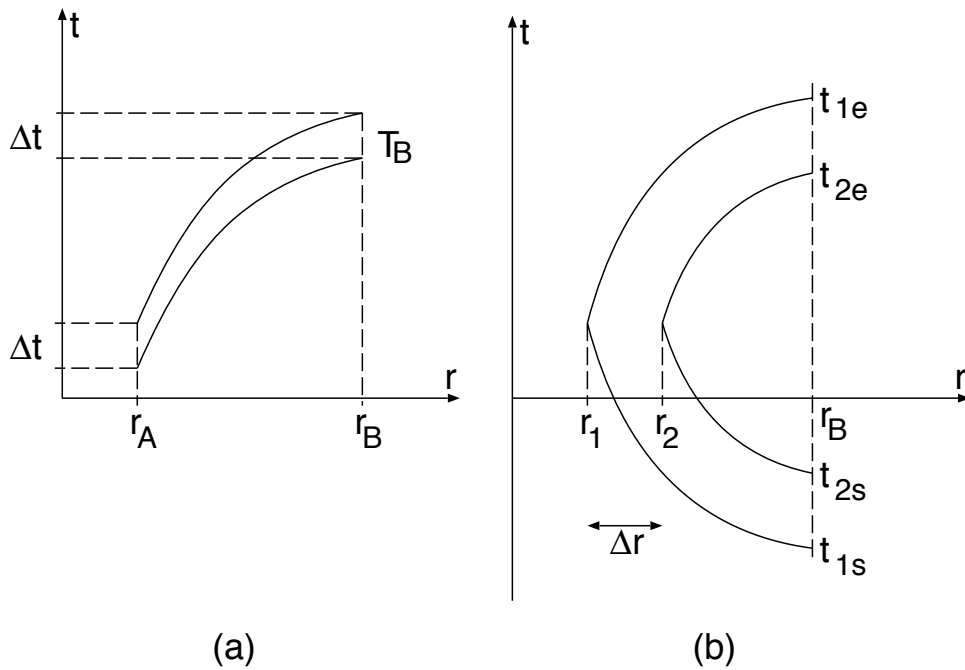 t
Δt
T_B
Δt
r
r_A
r_B
(a)
t
t_1e
t_2e
r
r_1
r_2
r_B
t_2s
Δr
t_1s
(b)